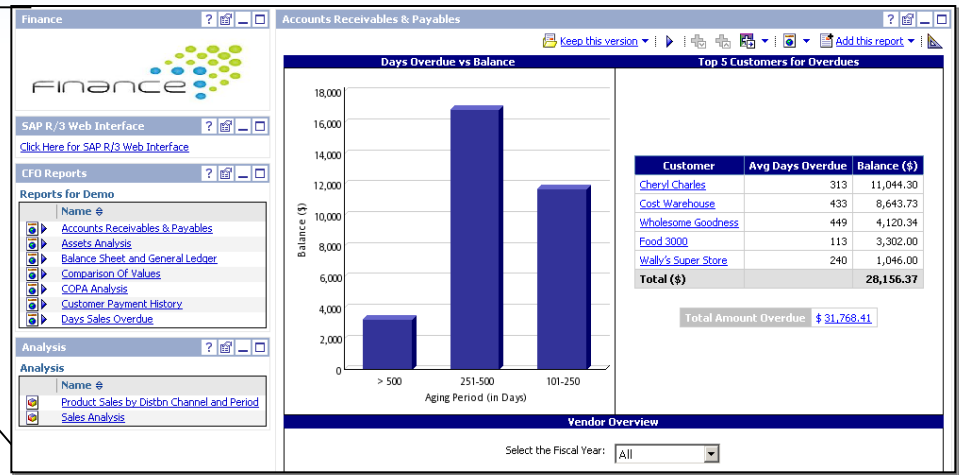 Finance
Finance
SAP R/3 Web Interface
Click Here for SAP R/3 Web Interface
CFO Reports
Reports for Demo
Name
Accounts Receivables & Payables
Assets Analysis
Balance Sheet and General Ledger
Comparison Of Values
COPA Analysis
Customer Payment History
Days Sales Overdue
Analysis
Analysis
Name
Product Sales by Distbn Channel and Period
Sales Analysis
Accounts Receivables & Payables
Keep this version
Add this report
Days Overdue vs Balance
18,000
16,000
14,000
12,000
10,000
8,000
6,000
4,000
2,000
0
Balance ($)
> 500 251-500 101-250
Aging Period (in Days)
Top 5 Customers for Overdues
Customer Avg Days Overdue Balance ($)
Cheryl Charles 313 11,044.30
Cost Warehouse 433 8,643.73
Wholesome Goodness 449 4,120.34
Food 3000 113 3,302.00
Wally's Super Store 240 1,046.00
Total ($) 28,156.37
Total Amount Overdue $ 31,768.41
Vendor Overview
Select the Fiscal Year: All